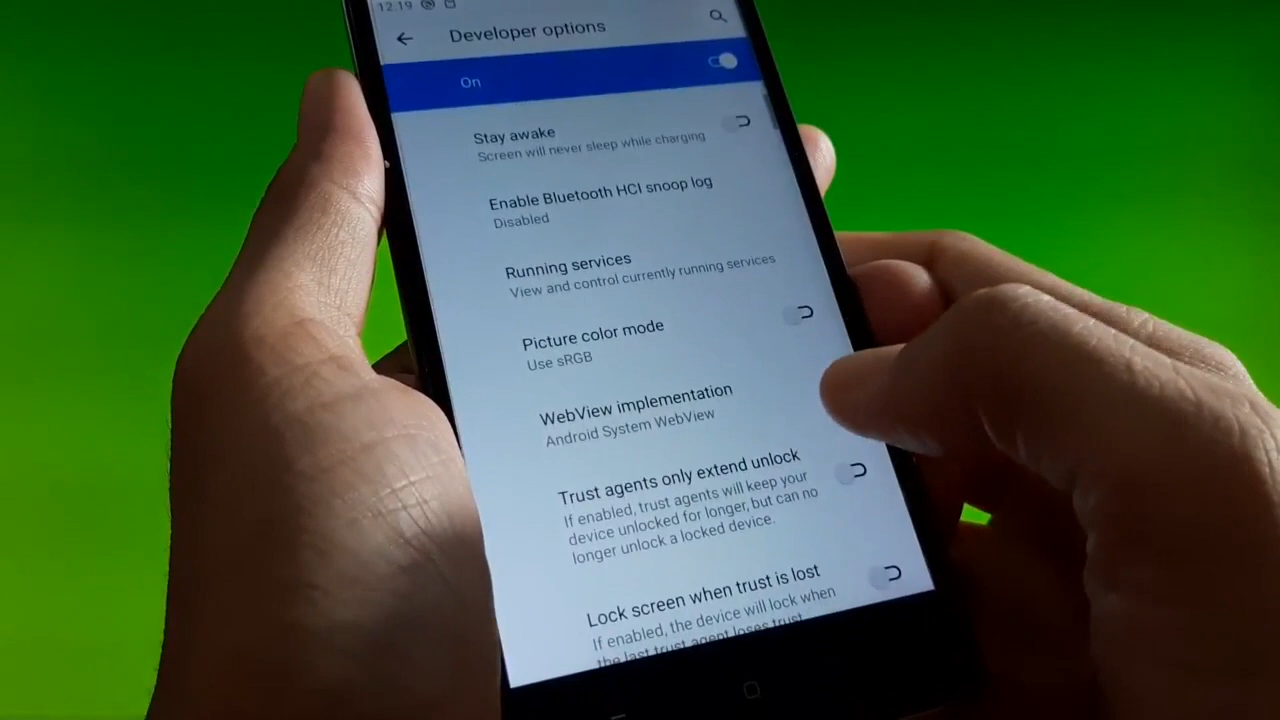 12:19
Developer options
On
Stay awake
Screen will never sleep while charging
Enable Bluetooth HCI snoop log
Disabled
Running services
View and control currently running services
Picture color mode
Use sRGB
WebView implementation
Android System WebView
Trust agents only extend unlock
If enabled, trust agents will keep your
device unlocked for longer, but can no
longer unlock a locked device.
Lock screen when trust is lost
If enabled, the device will lock when
the last trust agent loses trust